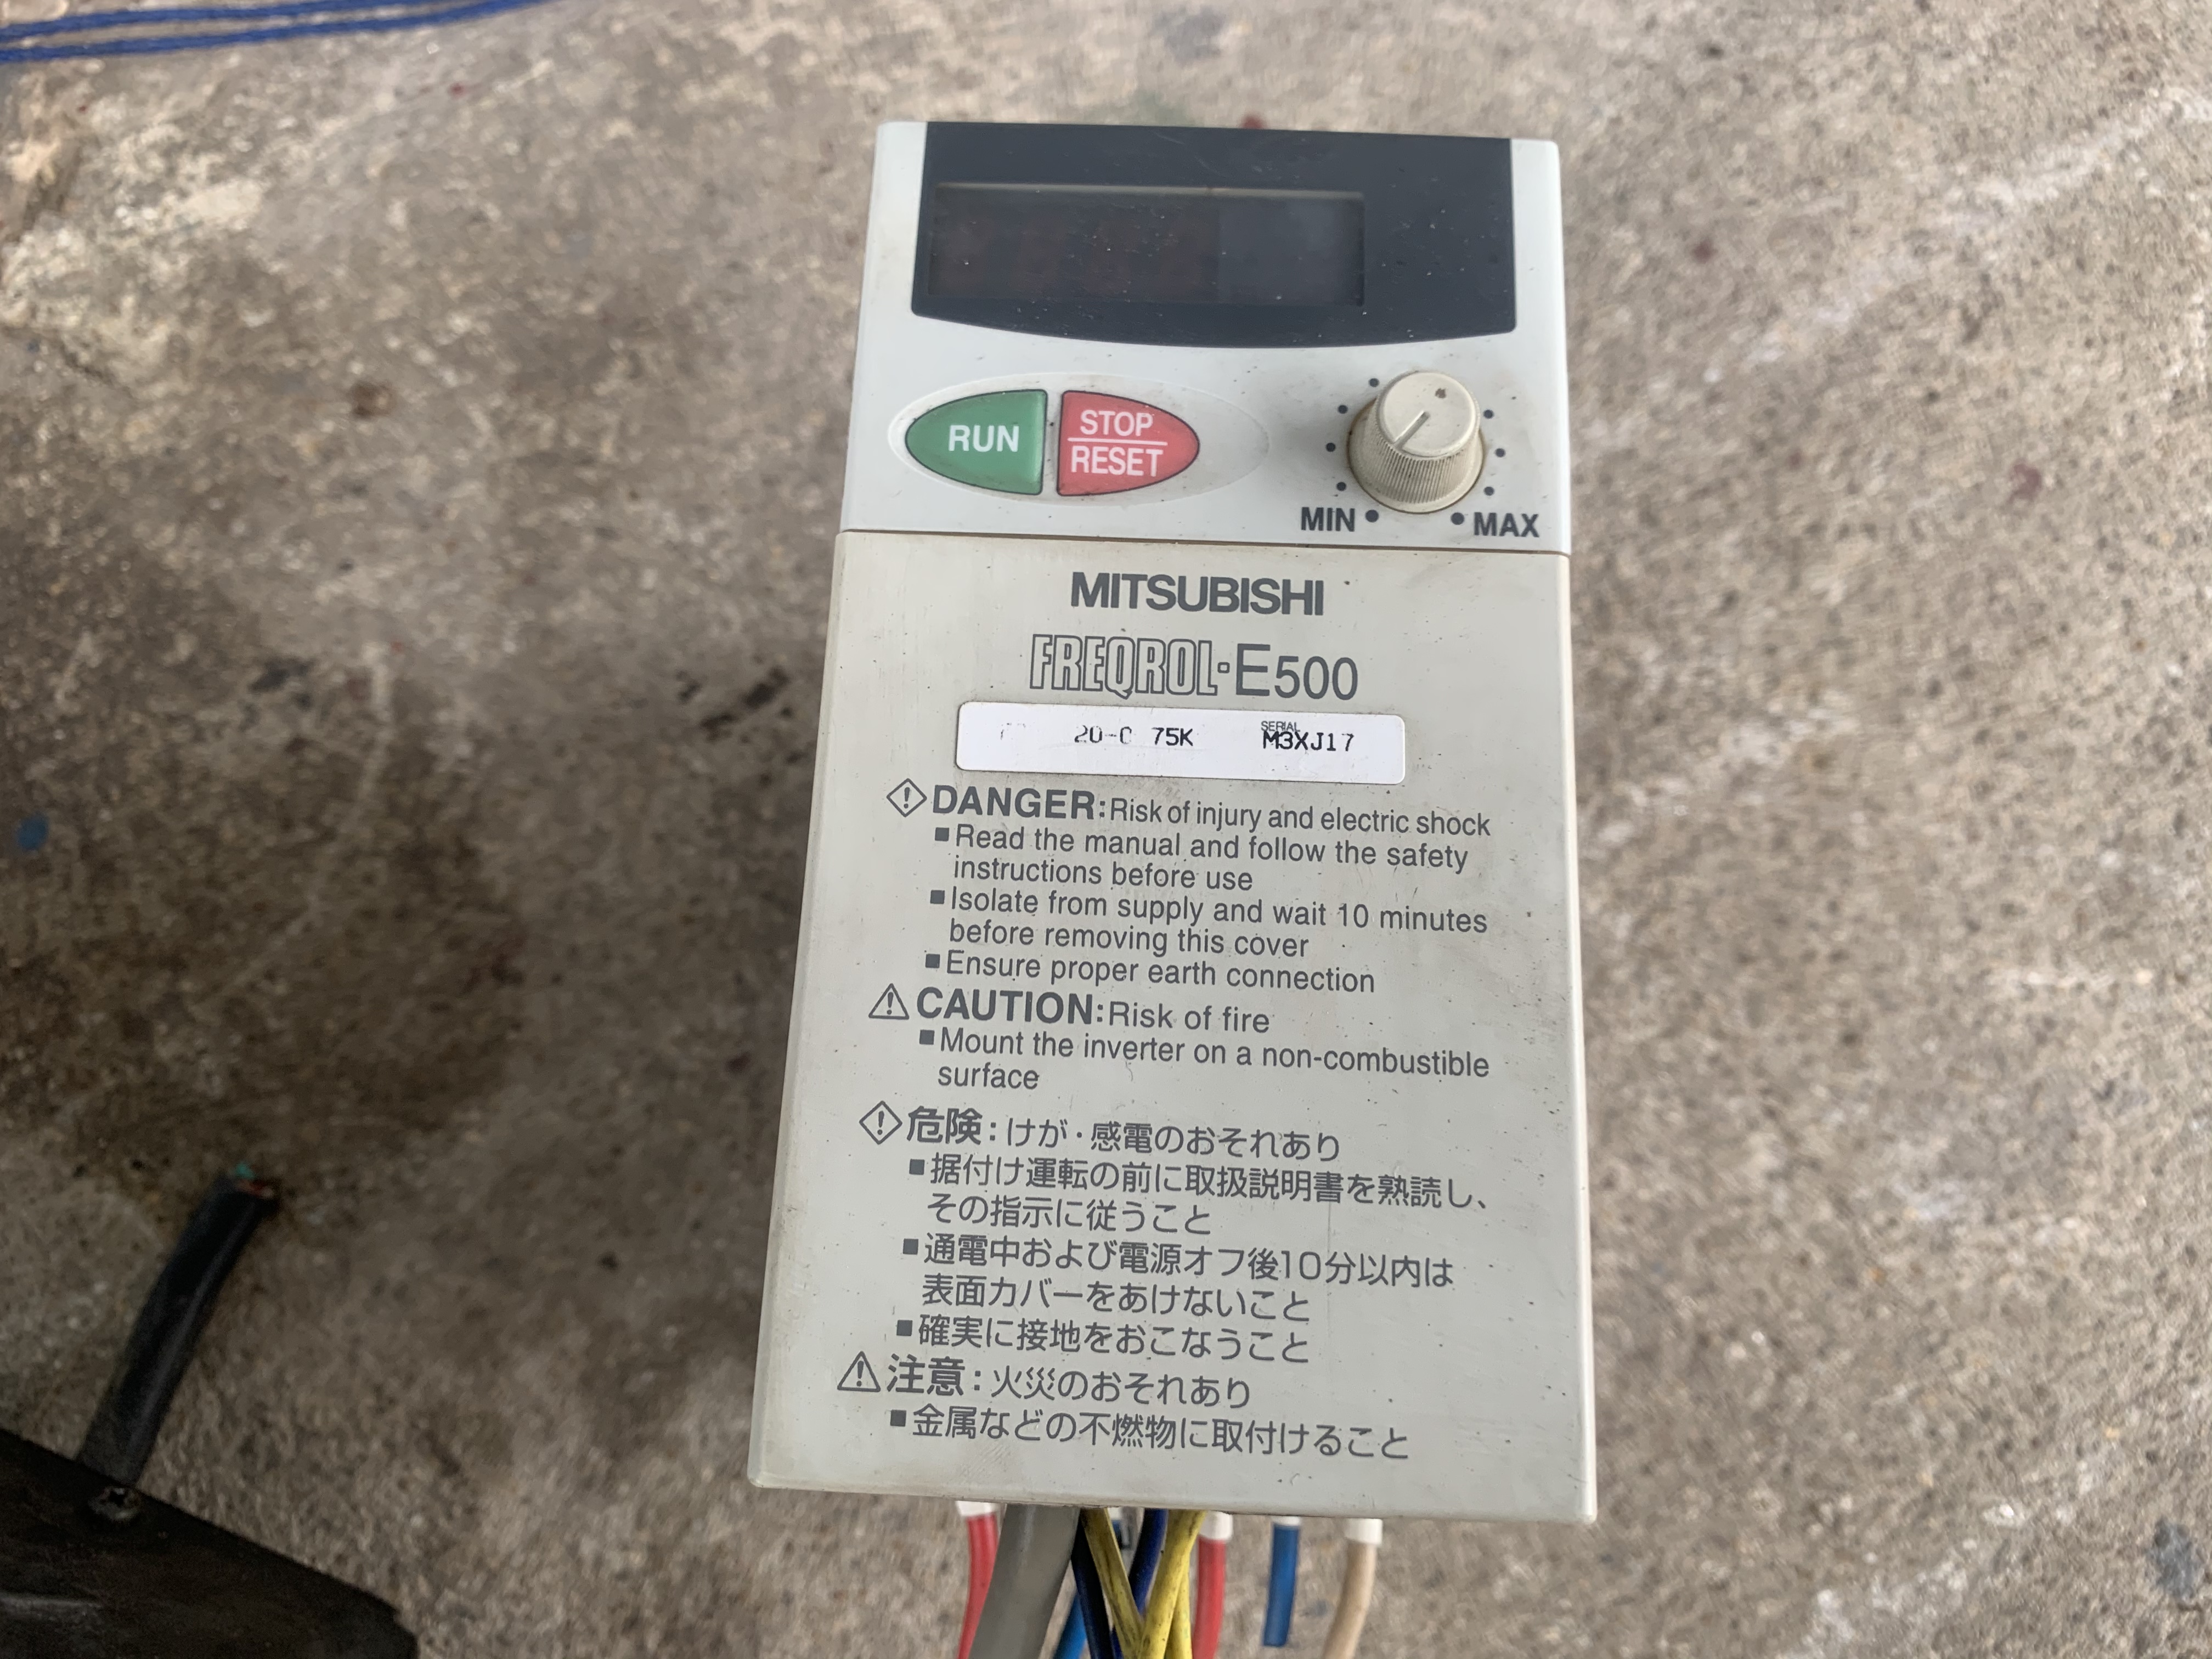 RUN
STOP
RESET
MIN
MAX
MITSUBISHI
FREQROL-E500
20-0 75K
SERIAL
M3XJ17
DANGER:Risk of injury and electric shock
■Read the manual and follow the safety
instructions before use
■Isolate from supply and wait 10 minutes
before removing this cover
■Ensure proper earth connection
CAUTION:Risk of fire
■Mount the inverter on a non-combustible
surface
危険:けが・感電のおそれあり
■据付け運転の前に取扱説明書を熟読し、
その指示に従うこと
■通電中および電源オフ後10分以内は
表面カバーをあけないこと
■確実に接地をおこなうこと
注意:火災のおそれあり
■金属などの不燃物に取付けること